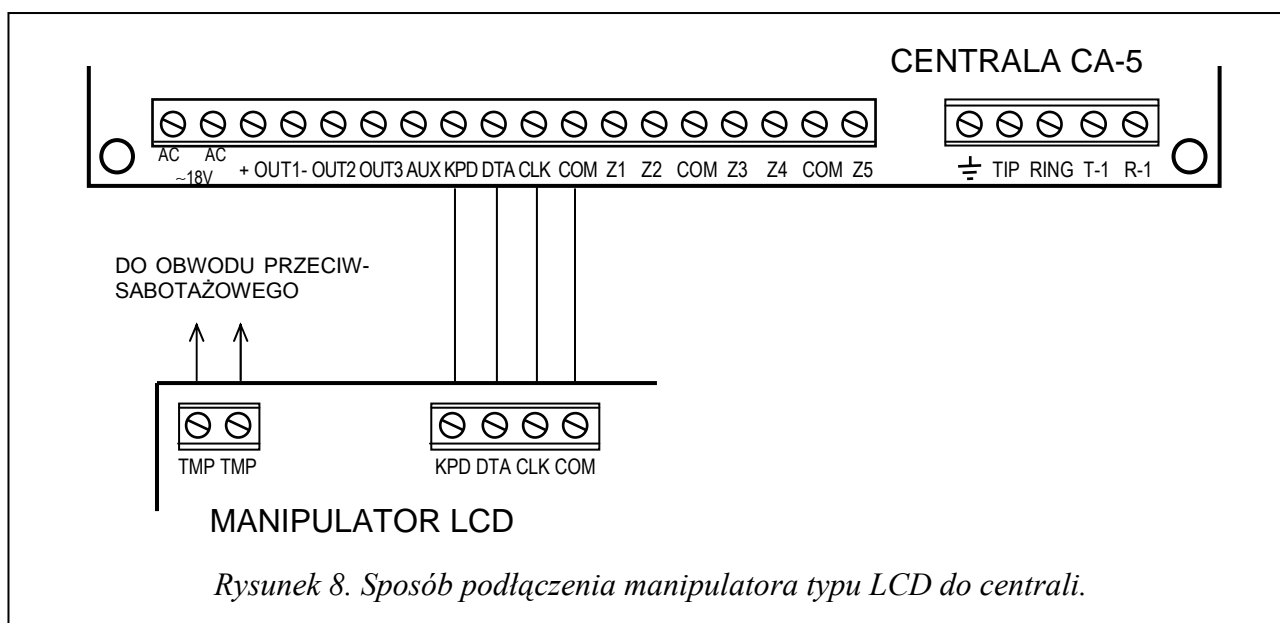 CENTRALA CA-5
AC AC
~18V
+ OUT1- OUT2 OUT3 AUX KPD DTA CLK COM Z1 Z2 COM Z3 Z4 COM Z5
TIP RING T-1 R-1
DO OBWODU PRZECIW-
SABOTAŻOWEGO
TMP TMP
KPD DTA CLK COM
MANIPULATOR LCD
Rysunek 8. Sposób podłączenia manipulatora typu LCD do centrali.